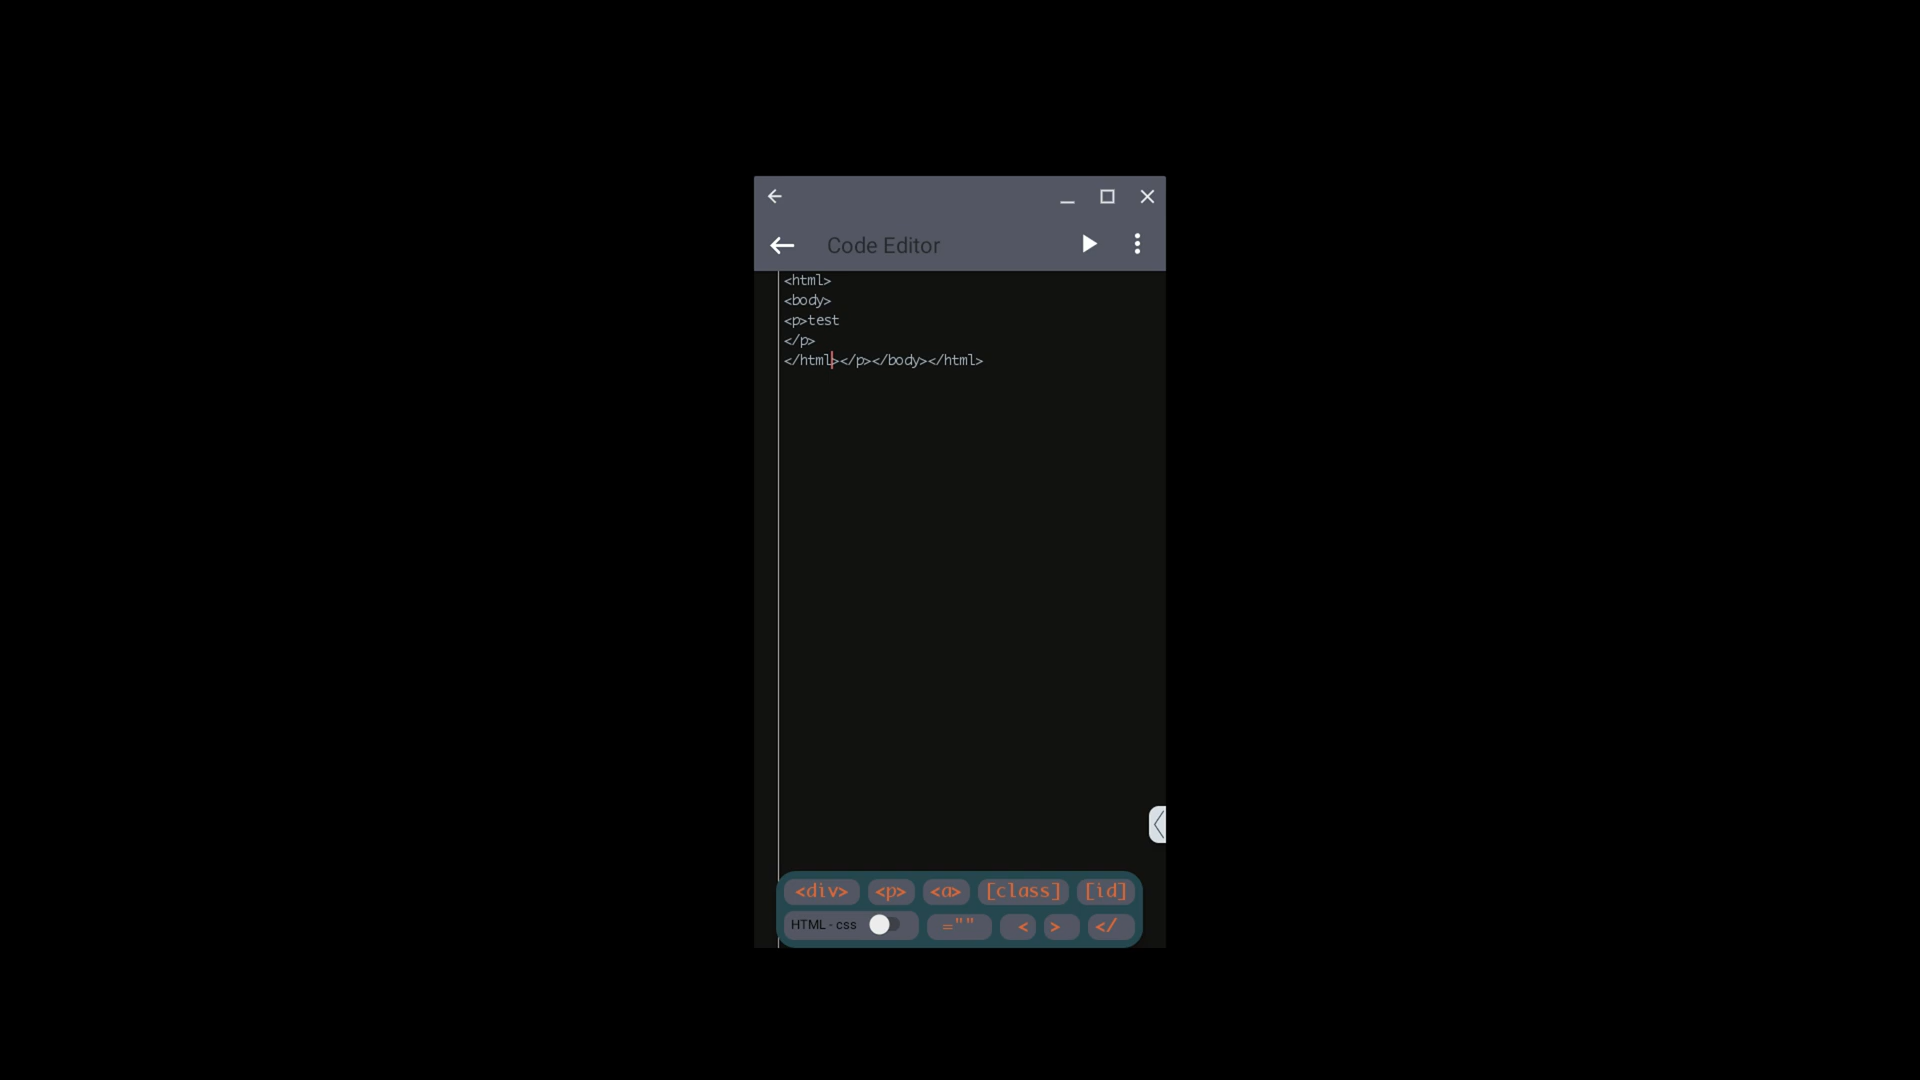 Code Editor
<html>
<body>
<p>test
</p>
</html></p></body></html>
<div> <p> <a> [class] [id]
HTML - css ="" < > </